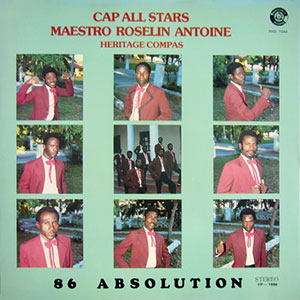 CAP ALL STARS
MAESTRO ROSELIN ANTOINE
HERITAGE COMPAS
86 ABSOLUTION
STEREO